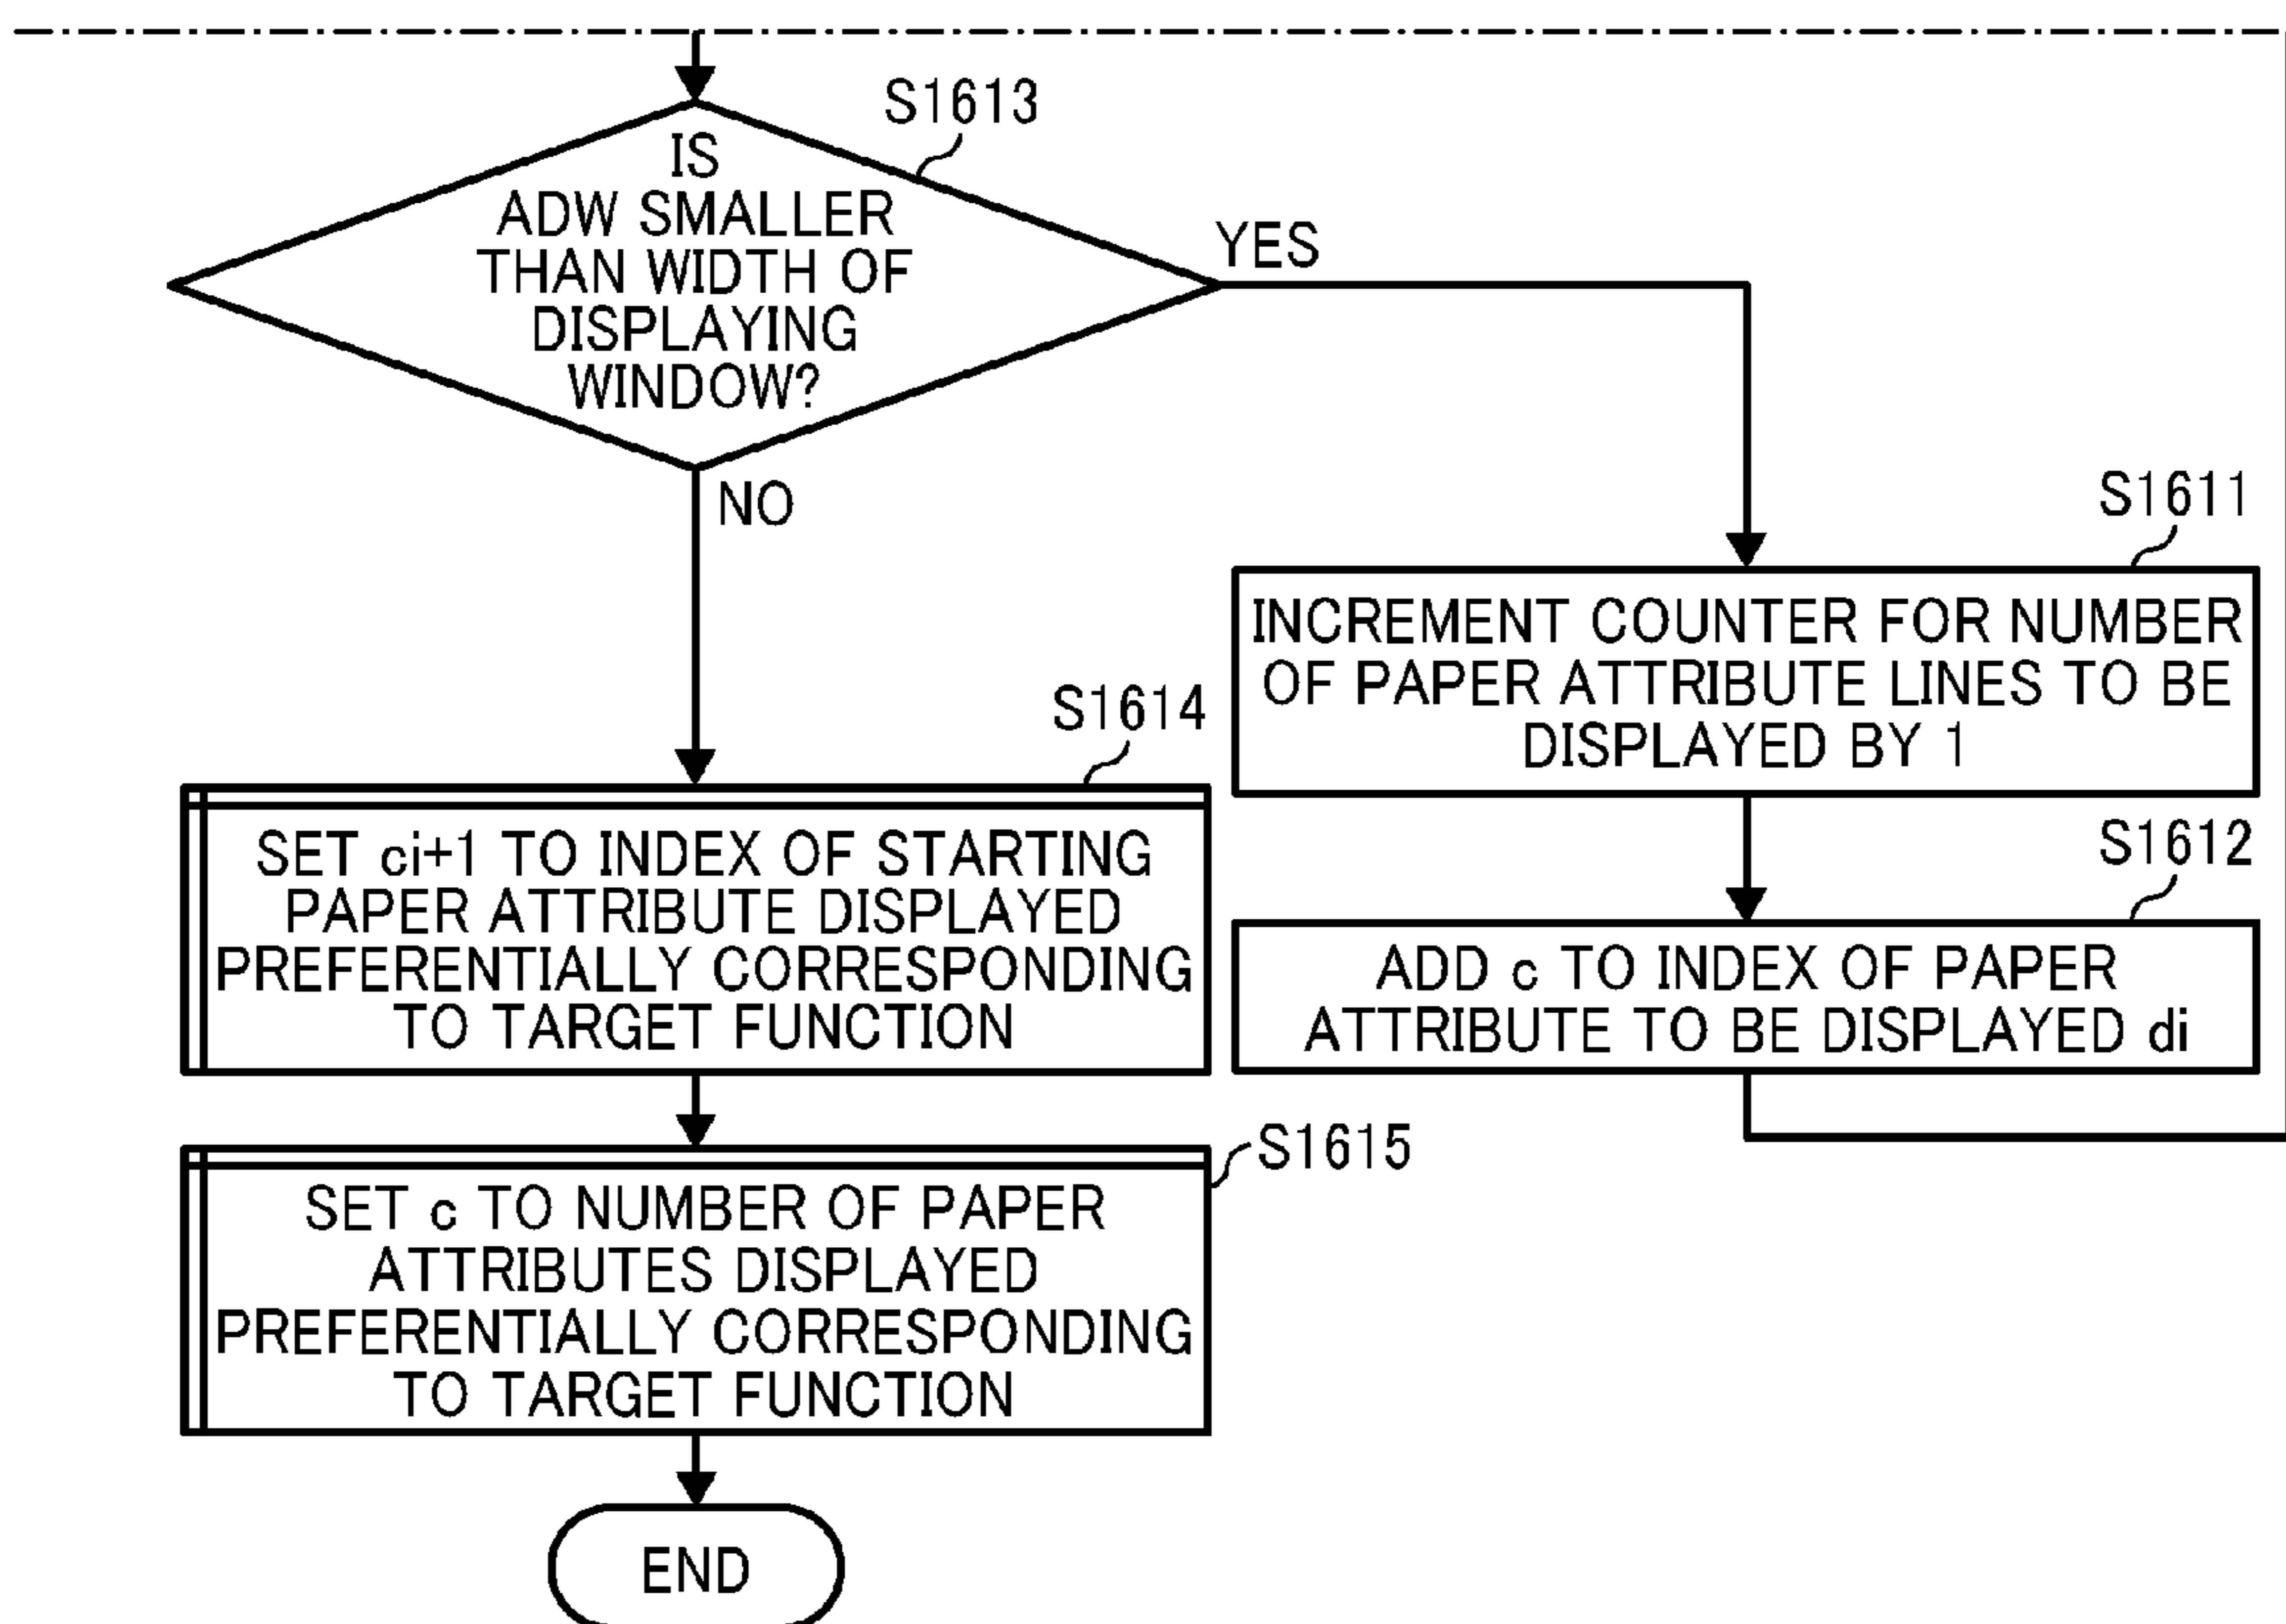 S1613
IS
ADW SMALLER
THAN WIDTH OF
DISPLAYING
WINDOW?
YES
NO
S1611
INCREMENT COUNTER FOR NUMBER
OF PAPER ATTRIBUTE LINES TO BE
DISPLAYED BY 1
S1612
ADD c TO INDEX OF PAPER
ATTRIBUTE TO BE DISPLAYED di
S1614
SET ci+1 TO INDEX OF STARTING
PAPER ATTRIBUTE DISPLAYED
PREFERENTIALLY CORRESPONDING
TO TARGET FUNCTION
S1615
SET c TO NUMBER OF PAPER
ATTRIBUTES DISPLAYED
PREFERENTIALLY CORRESPONDING
TO TARGET FUNCTION
END